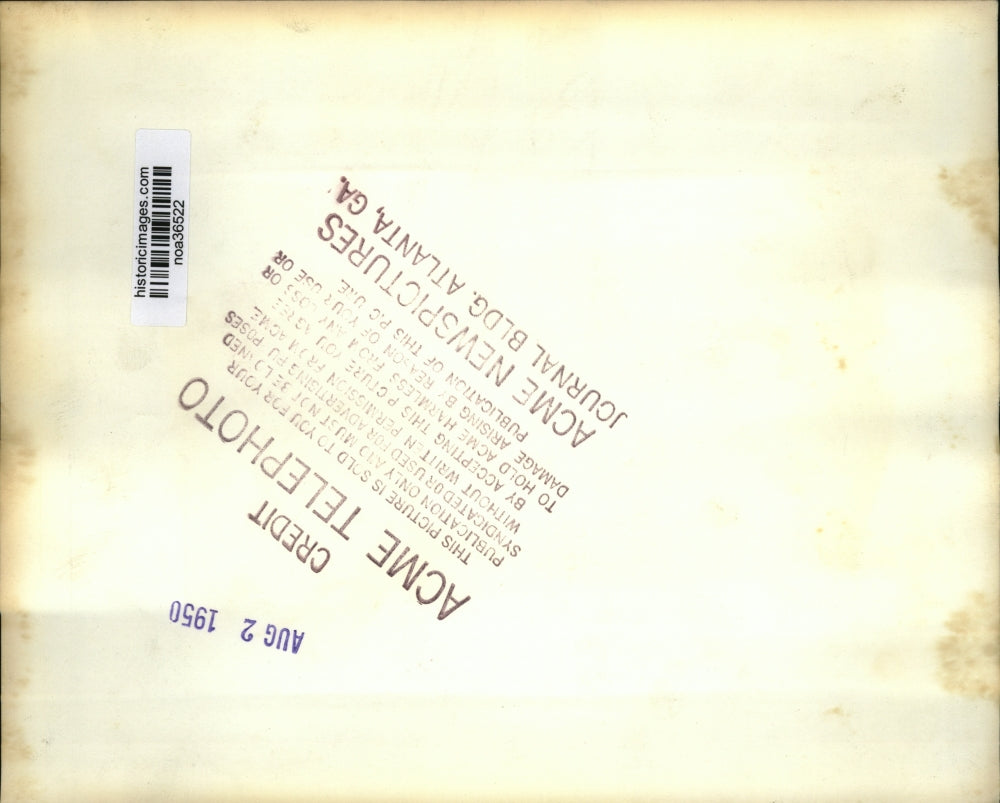 historicimages.com
noa36522
CREDIT
ACME TELEPHOTO
THIS PICTURE IS SOLD TO YOU FOR YOUR
PUBLICATION ONLY AND MUST NOT BE LOANED
SYNDICATED OR USED FOR ADVERTISING PURPOSES
WITHOUT WRITTEN PERMISSION FROM ACME.
BY ACCEPTING THIS PICTURE YOU AGREE
TO HOLD ACME HARMLESS FROM ANY LOSS OR
DAMAGE ARISING BY REASON OF YOUR USE OR
PUBLICATION OF THIS PICTURE.
ACME NEWSPICTURES
JOURNAL BLDG. ATLANTA, GA.
AUG 2 1950